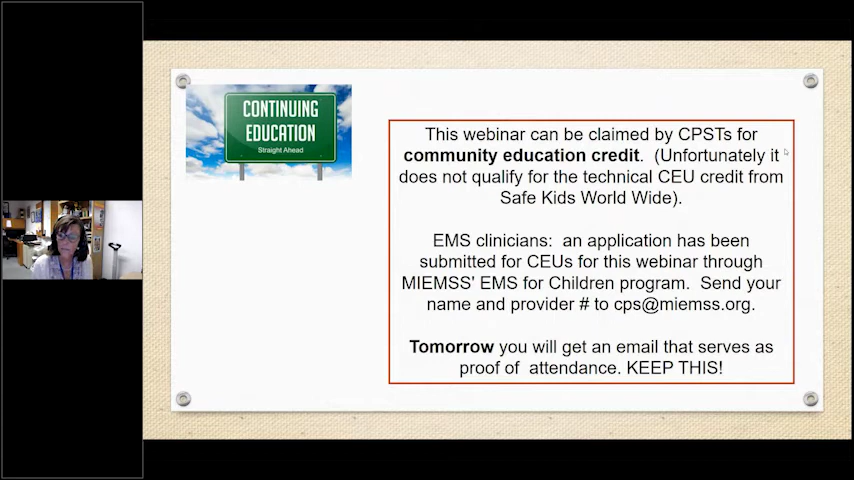 CONTINUING
EDUCATION
Straight Ahead
This webinar can be claimed by CPSTs for
community education credit. (Unfortunately it
does not qualify for the technical CEU credit from
Safe Kids World Wide).
EMS clinicians: an application has been
submitted for CEUs for this webinar through
MIEMSS' EMS for Children program. Send your
name and provider # to cps@miemss.org.
Tomorrow you will get an email that serves as
proof of attendance. KEEP THIS!